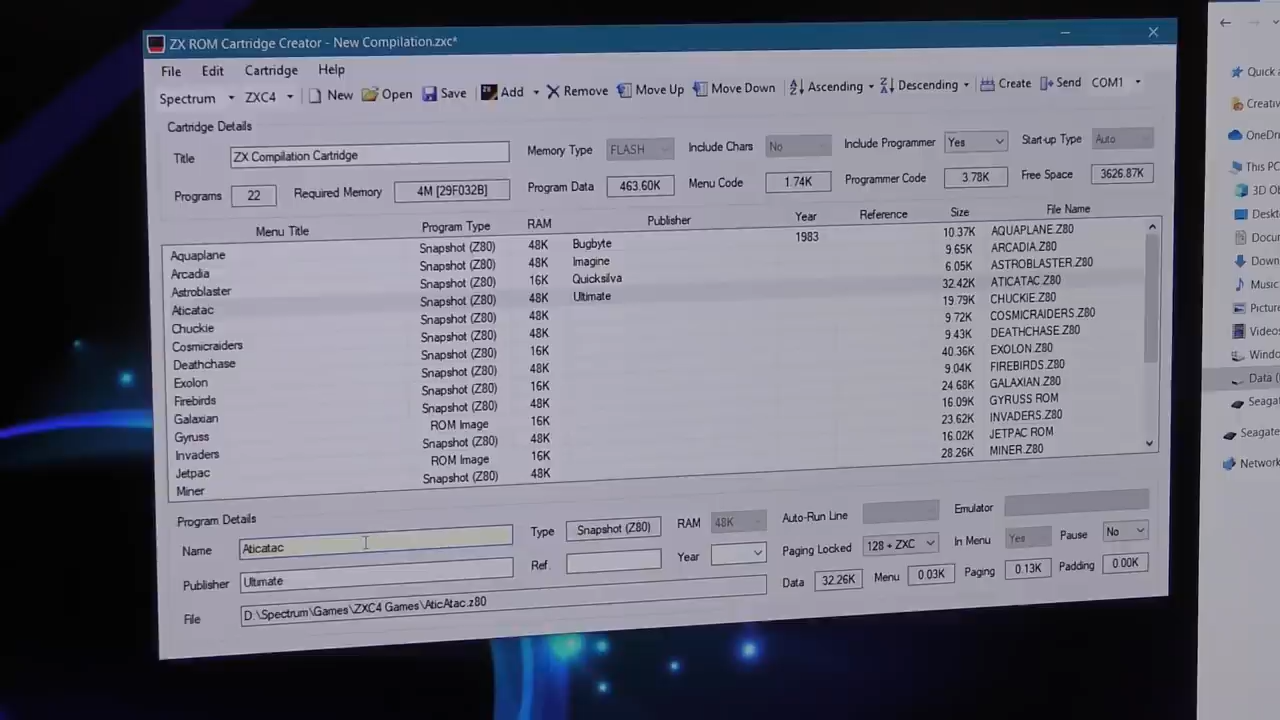 ZX ROM Cartridge Creator - New Compilation.zxc*
File Edit Cartridge Help
Spectrum ZXC4 New Open Save Add Remove Move Up Move Down Ascending Descending Create Send COM1
Cartridge Details
Title ZX Compilation Cartridge Memory Type FLASH Include Chars No Include Programmer Yes Start-up Type Auto
Programs 22 Required Memory 4M [29F032B] Program Data 463.60K Menu Code 1.74K Programmer Code 3.78K Free Space 3626.87K
Menu Title Program Type RAM Publisher Year Reference Size File Name
Aquaplane Snapshot (Z80) 48K Bugbyte 1983 10.37K AQUAPLANE.Z80
Arcadia Snapshot (Z80) 48K Imagine 9.65K ARCADIA.Z80
Astroblaster Snapshot (Z80) 16K Quicksilva 6.05K ASTROBLASTER.Z80
Aticatac Snapshot (Z80) 48K Ultimate 32.42K ATICATAC.Z80
Chuckie Snapshot (Z80) 48K 19.79K CHUCKIE.Z80
Cosmicraiders Snapshot (Z80) 48K 9.72K COSMICRAIDERS.Z80
Deathchase Snapshot (Z80) 16K 9.43K DEATHCHASE.Z80
Exolon Snapshot (Z80) 48K 40.36K EXOLON.Z80
Firebirds Snapshot (Z80) 16K 9.04K FIREBIRDS.Z80
Galaxian Snapshot (Z80) 48K 24.68K GALAXIAN.Z80
Gyruss ROM Image 16K 16.09K GYRUSS.ROM
Invaders Snapshot (Z80) 48K 23.62K INVADERS.Z80
Jetpac ROM Image 16K 16.02K JETPAC.ROM
Miner Snapshot (Z80) 48K 28.26K MINER.Z80
Program Details
Name Aticatac Type Snapshot (Z80) RAM 48K Auto-Run Line Emulator
Publisher Ultimate Ref. Year Paging Locked 128 + ZXC In Menu Yes Pause No
File D:\Spectrum\Games\ZXC4 Games\AticAtac.z80 Data 32.26K Menu 0.03K Paging 0.13K Padding 0.00K
Quick a
Creativ
OneDri
This PC
3D Ob
Deskt
Docum
Down
Music
Picture
Videos
Windo
Data (
Seagat
Seagate
Network